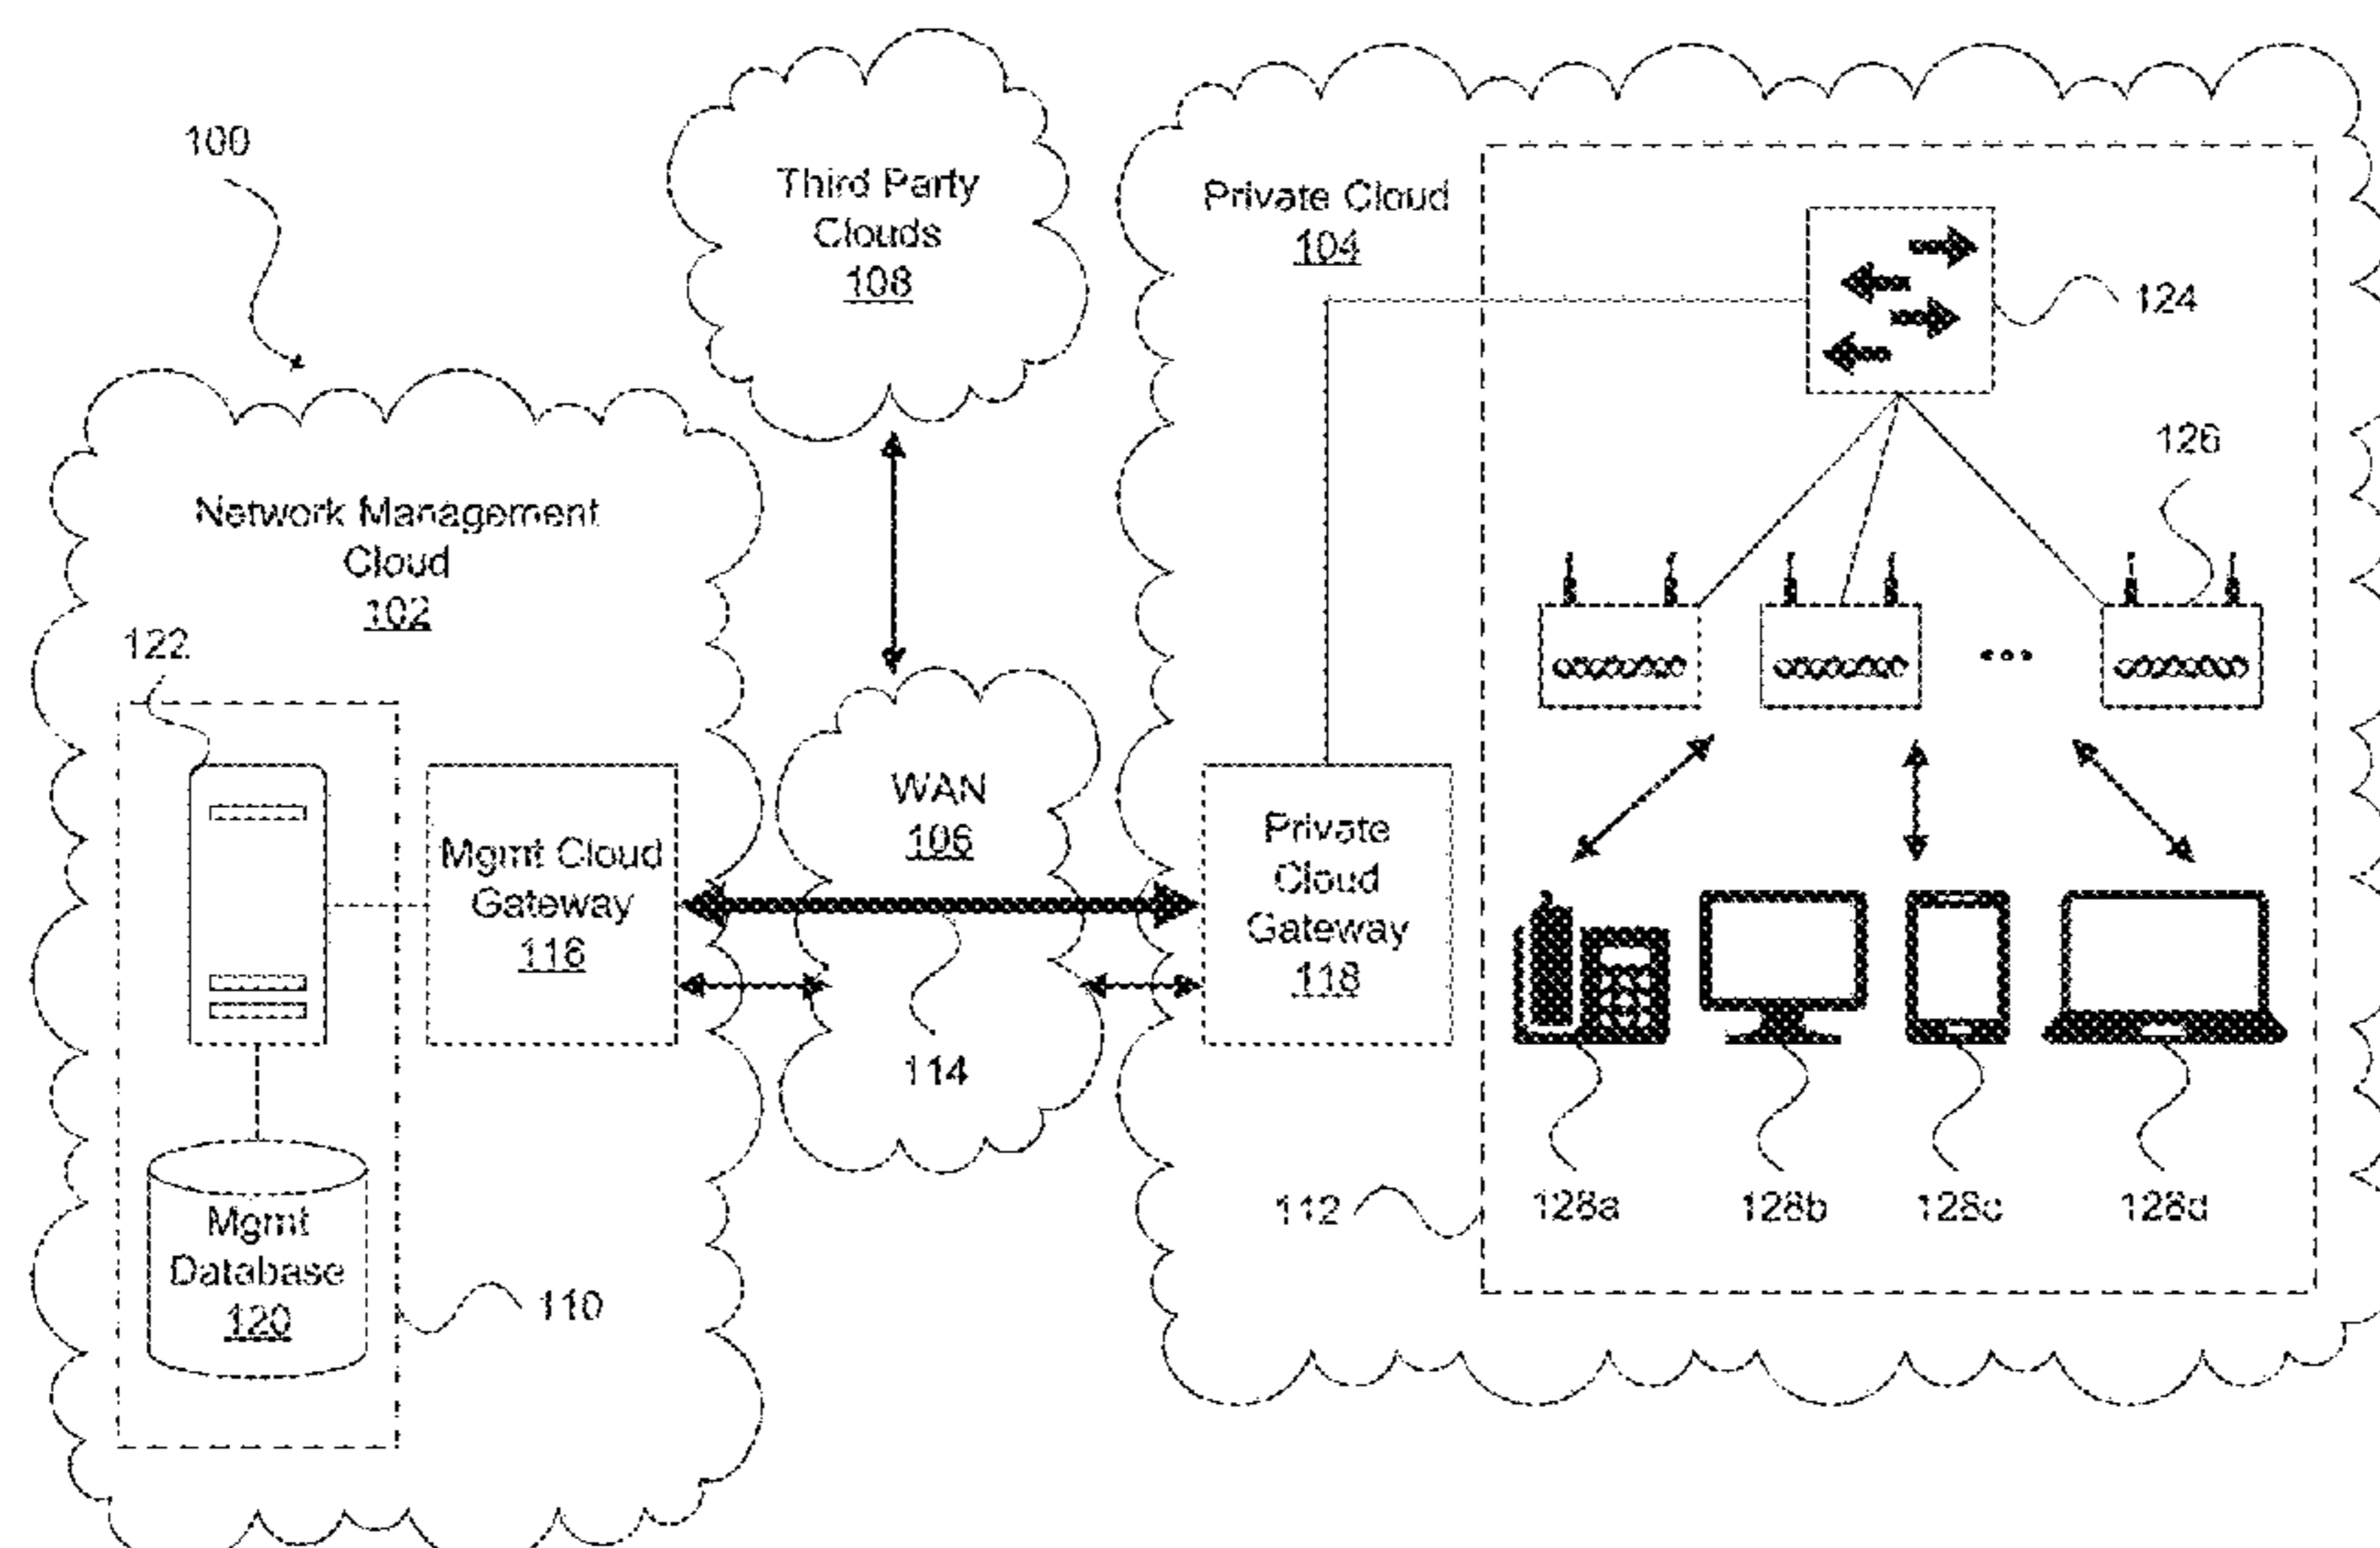 100
Third Party
Clouds
108
Private Cloud
104
124
126
Network Management
Cloud
102
122
WAN
106
Mgmt Cloud
Gateway
116
Private
Cloud
Gateway
118
114
Mgmt
Database
120
110
112
128a
128b
128c
128d